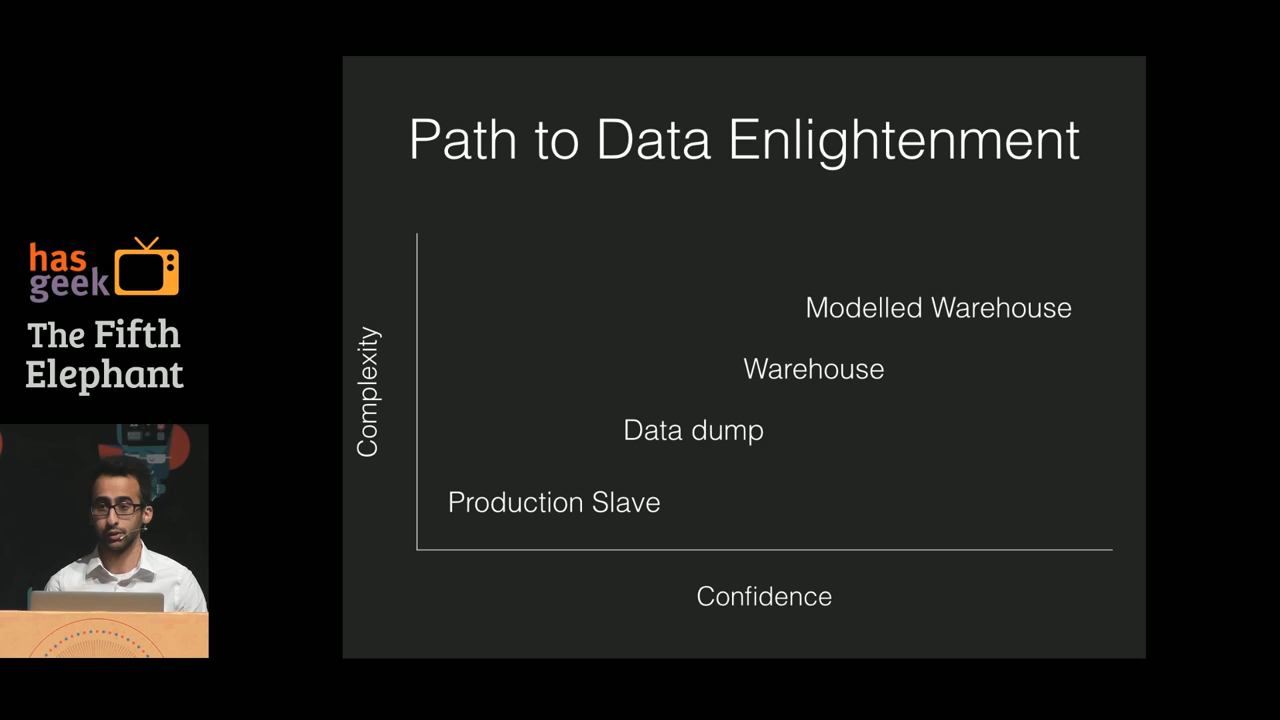 has
geek
The Fifth
Elephant
Path to Data Enlightenment
Complexity
Modelled Warehouse
Warehouse
Data dump
Production Slave
Confidence